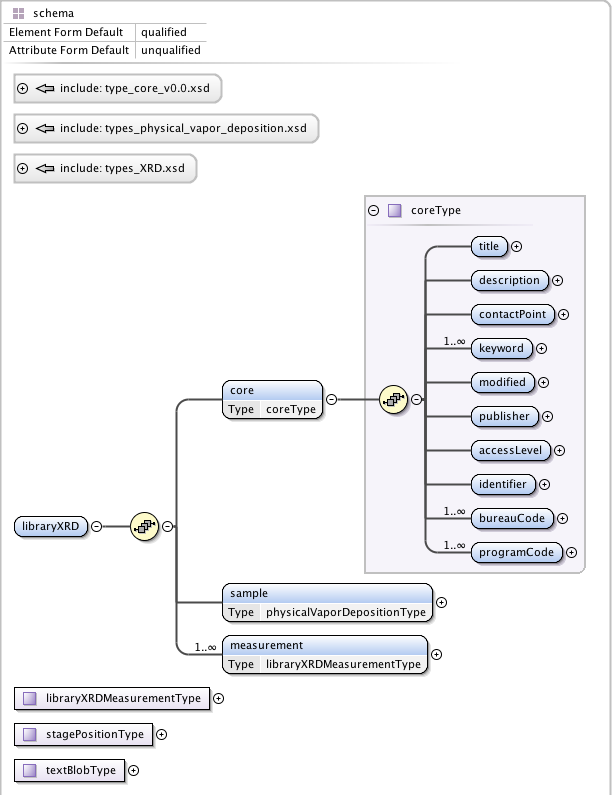 schema
Element Form Default qualified
Attribute Form Default unqualified
include: type_core_v0.0.xsd
include: types_physical_vapor_deposition.xsd
include: types_XRD.xsd
coreType
title
description
contactPoint
1..∞
keyword
modified
publisher
accessLevel
identifier
1..∞
bureauCode
1..∞
programCode
core
Type coreType
libraryXRD
sample
Type physicalVaporDepositionType
1..∞
measurement
Type libraryXRDMeasurementType
libraryXRDMeasurementType
stagePositionType
textBlobType